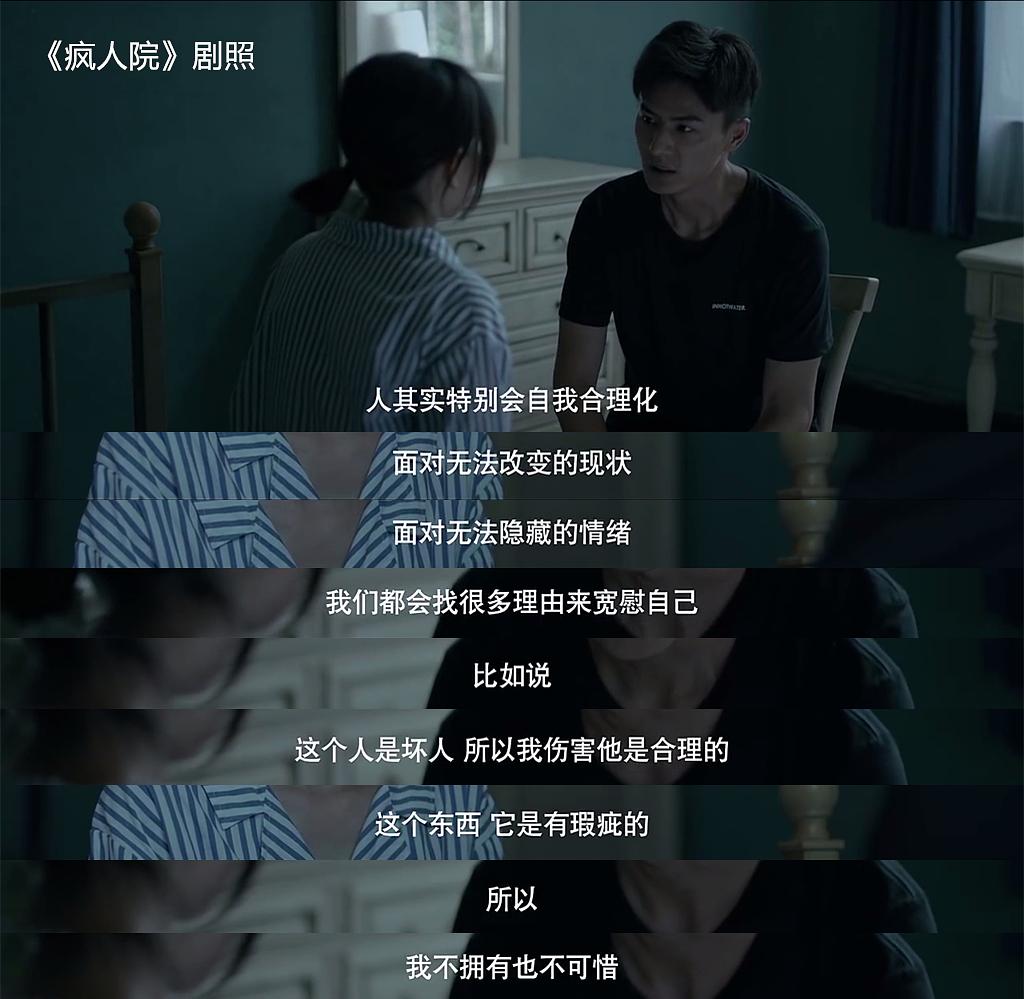 《疯人院》剧照
INHOTWATER
人其实特别会自我合理化
面对无法改变的现状
面对无法隐藏的情绪
我们都会找很多理由来宽慰自己
比如说
这个人是坏人 所以我伤害他是合理的
这个东西 它是有瑕疵的
所以
我不拥有也不可惜